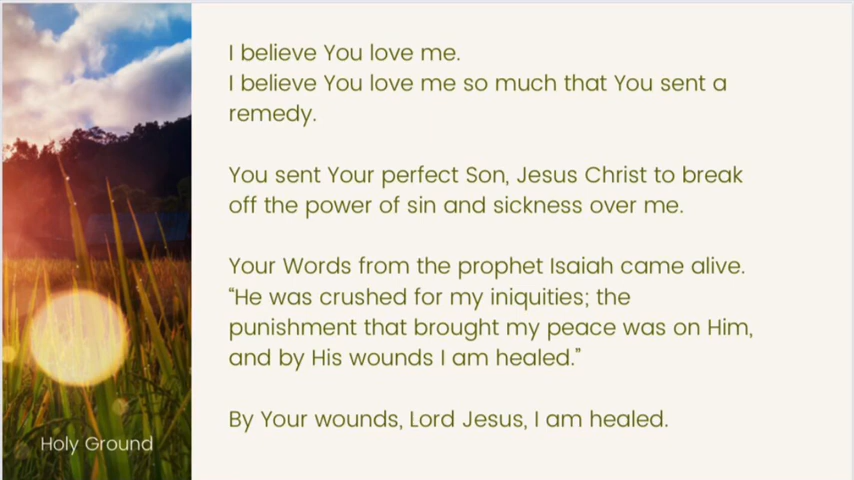 I believe You love me.
I believe You love me so much that You sent a
remedy.
You sent Your perfect Son, Jesus Christ to break
off the power of sin and sickness over me.
Your Words from the prophet Isaiah came alive.
“He was crushed for my iniquities; the
punishment that brought my peace was on Him,
and by His wounds I am healed.”
By Your wounds, Lord Jesus, I am healed.
Holy Ground